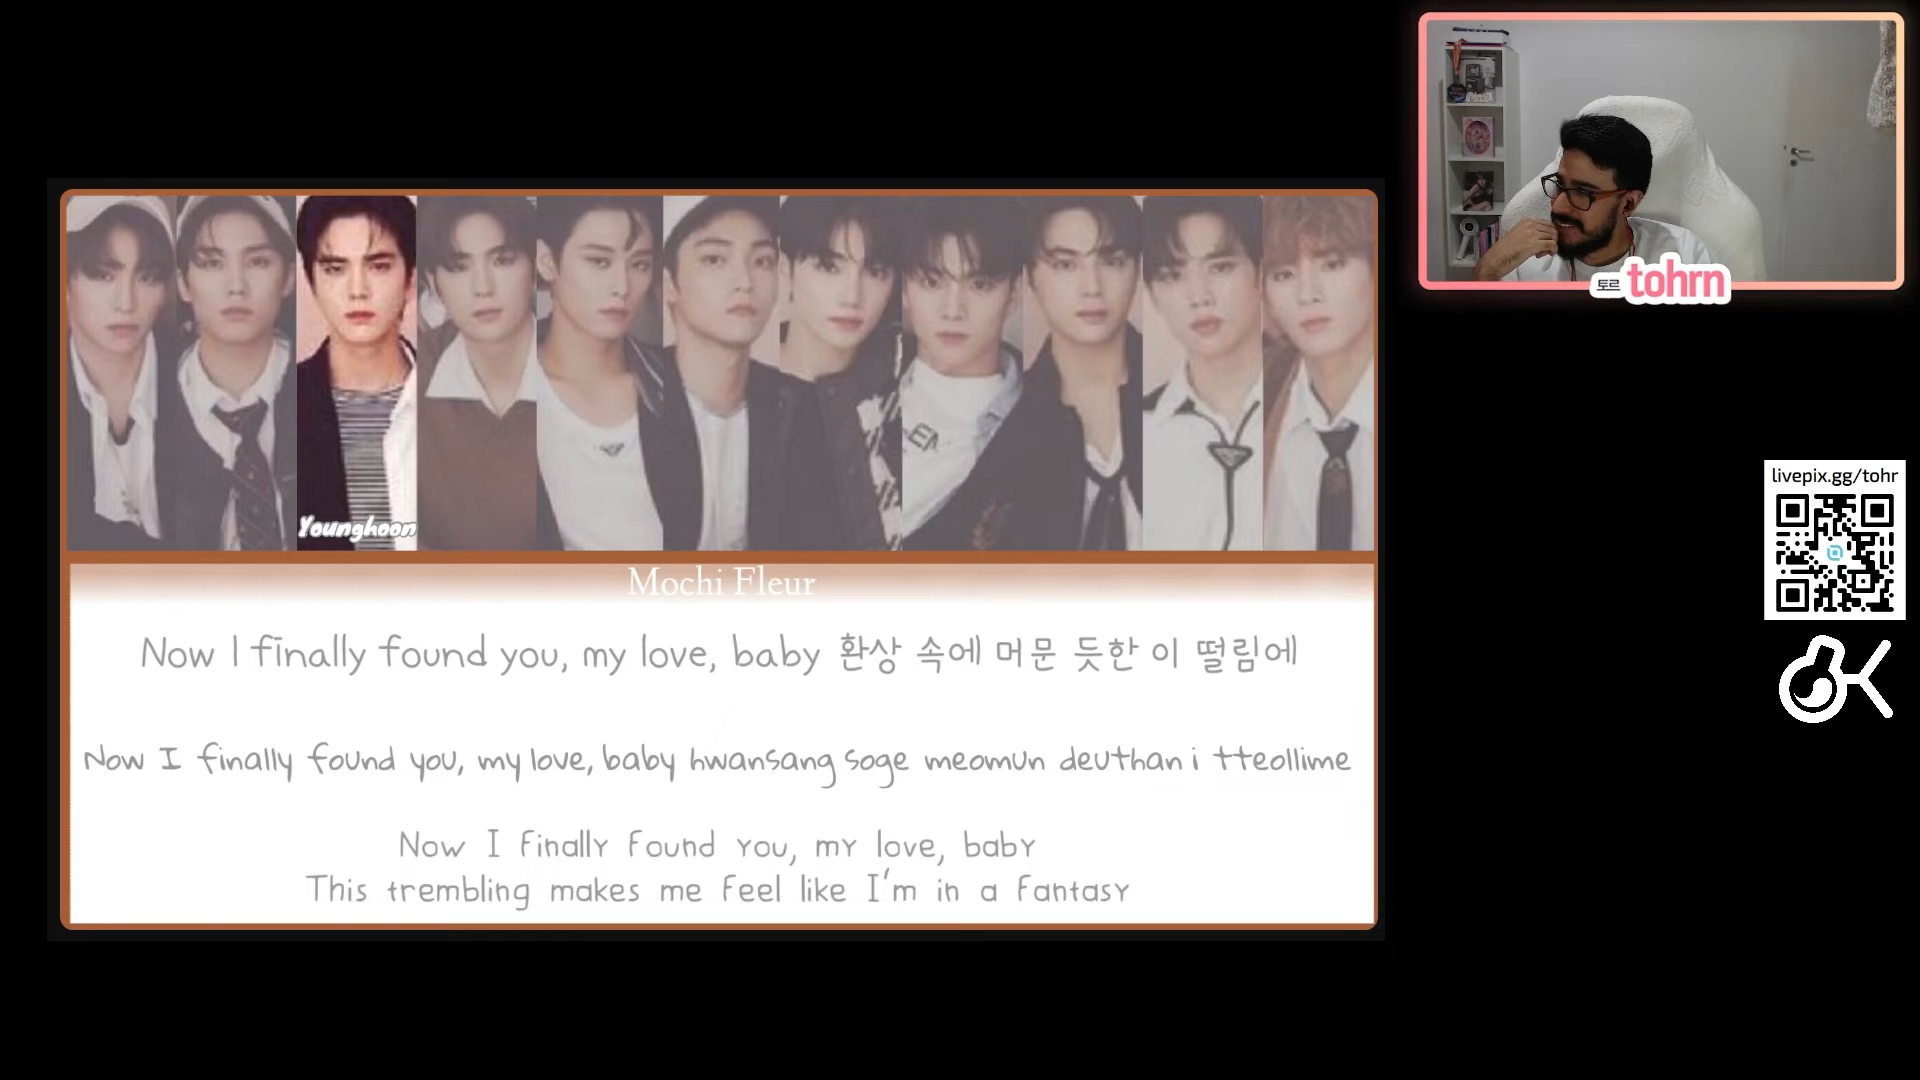 Younghoon
Mochi Fleur
Now I finally found you, my love, baby 환상 속에 머문 듯한 이 떨림에
Now I finally found you, my love, baby hwansang soge meomun deuthan i tteollime
Now I finally found you, my love, baby
This trembling makes me feel like I'm in a fantasy
토르 tohrn
livepix.gg/tohr